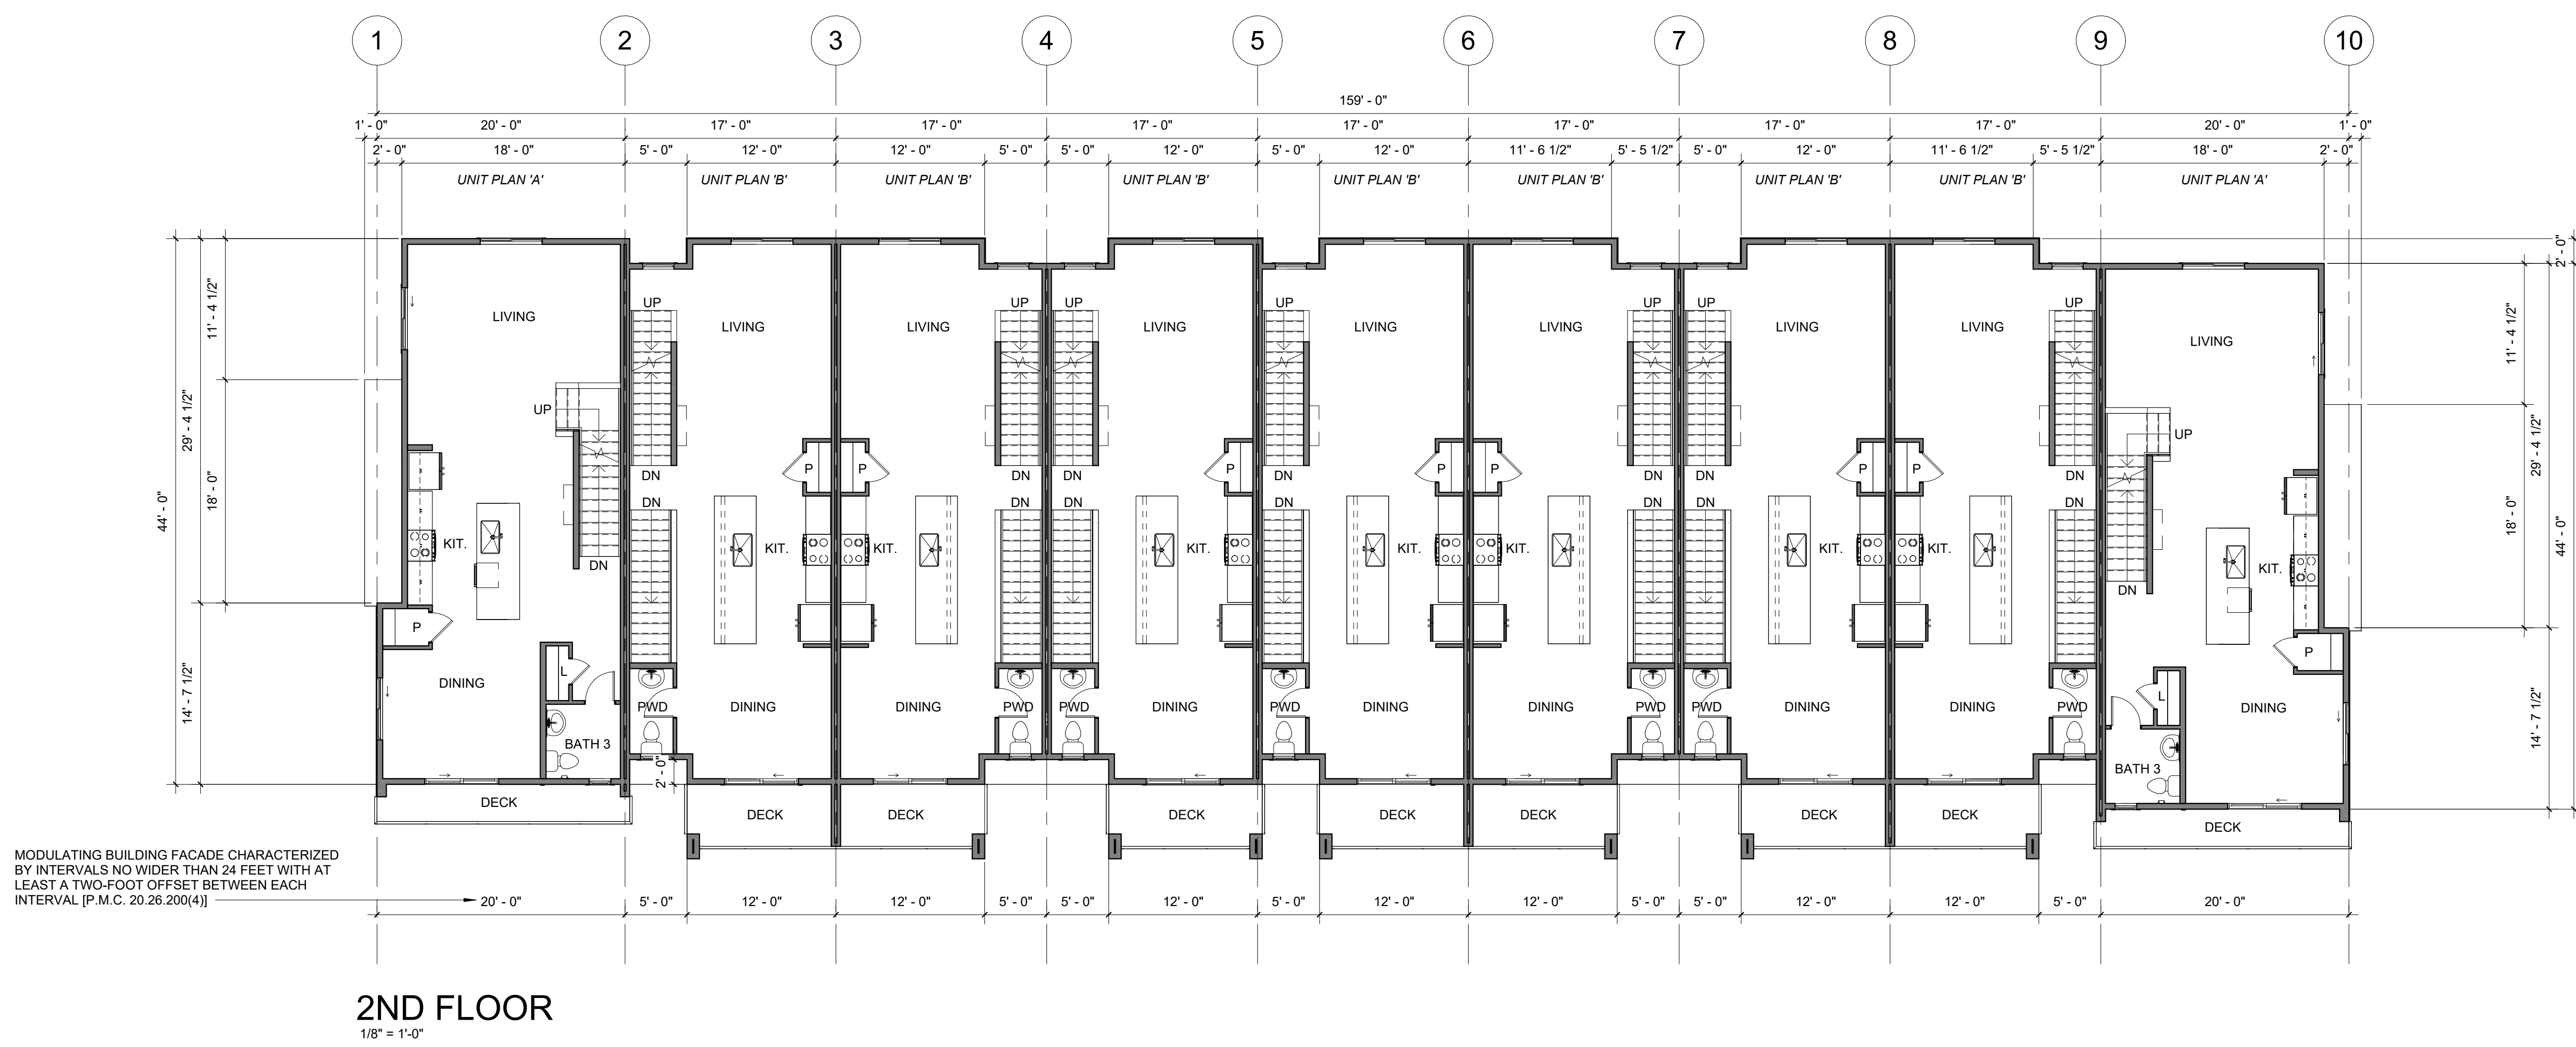 1 2 3 4 5 6 7 8 9 10
159' - 0"
1' - 0" 20' - 0" 17' - 0" 17' - 0" 17' - 0" 17' - 0" 17' - 0" 17' - 0" 17' - 0" 20' - 0" 1' - 0"
2' - 0" 18' - 0" 5' - 0" 12' - 0" 12' - 0" 5' - 0" 5' - 0" 12' - 0" 5' - 0" 12' - 0" 11' - 6 1/2" 5' - 5 1/2" 5' - 0" 12' - 0" 11' - 6 1/2" 5' - 5 1/2" 18' - 0" 2' - 0"
UNIT PLAN 'A' UNIT PLAN 'B' UNIT PLAN 'B' UNIT PLAN 'B' UNIT PLAN 'B' UNIT PLAN 'B' UNIT PLAN 'B' UNIT PLAN 'B' UNIT PLAN 'A'
2' - 0"
11' - 4 1/2"
11' - 4 1/2"
UP UP UP UP UP UP UP
LIVING LIVING LIVING LIVING LIVING LIVING LIVING LIVING LIVING
29' - 4 1/2"
29' - 4 1/2"
UP
UP
P P P P P P P
DN DN DN DN DN DN DN
18' - 0"
18' - 0"
44' - 0"
44' - 0"
DN DN DN DN DN DN DN
KIT. KIT. KIT. KIT. KIT. KIT. KIT. KIT. KIT.
DN
DN
P
P
L
L
14' - 7 1/2"
14' - 7 1/2"
DINING PWD DINING DINING PWD PWD DINING PWD DINING DINING PWD PWD DINING DINING PWD DINING
BATH 3
BATH 3
2' - 0"
DECK DECK DECK DECK DECK DECK DECK DECK DECK
MODULATING BUILDING FACADE CHARACTERIZED
BY INTERVALS NO WIDER THAN 24 FEET WITH AT
LEAST A TWO-FOOT OFFSET BETWEEN EACH
INTERVAL [P.M.C. 20.26.200(4)]
20' - 0" 5' - 0" 12' - 0" 12' - 0" 5' - 0" 5' - 0" 12' - 0" 5' - 0" 12' - 0" 12' - 0" 5' - 0" 5' - 0" 12' - 0" 12' - 0" 5' - 0" 20' - 0"
2ND FLOOR
1/8" = 1'-0"